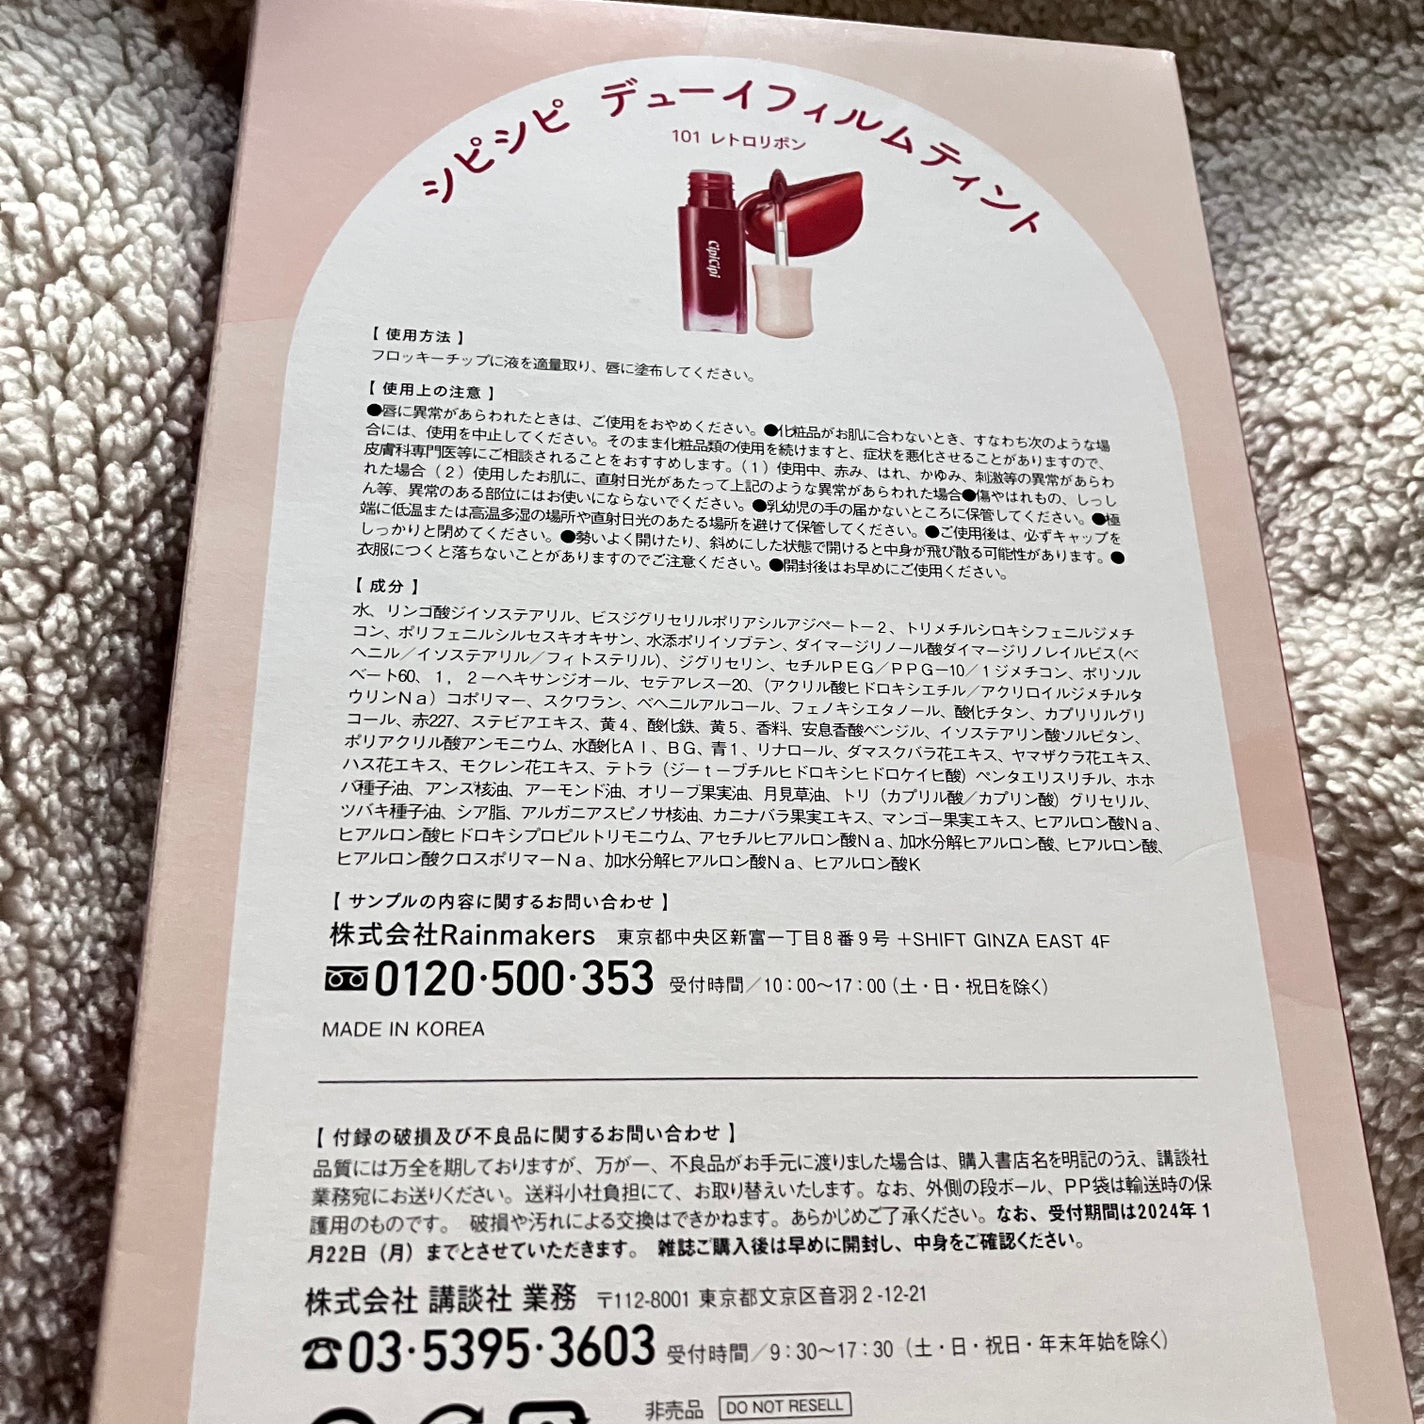 シピシピ デューイフィルムティント
101 レトロリボン
CipiCipi
【 使用方法 】
フロッキーチップに液を適量取り、唇に塗布してください。
【 使用上の注意 】
●唇に異常があらわれたときは、ご使用をおやめください。●化粧品がお肌に合わないとき、すなわち次のような場
合には、使用を中止してください。そのまま化粧品類の使用を続けますと、症状を悪化させることがありますので、
皮膚科専門医等にご相談されることをおすすめします。（1）使用中、赤み、はれ、かゆみ、刺激等の異常があらわ
れた場合（2）使用したお肌に、直射日光があたって上記のような異常があらわれた場合●傷やはれもの、しっし
ん等、異常のある部位にはお使いにならないでください。●乳幼児の手の届かないところに保管してください。●極
端に低温または高温多湿の場所や直射日光のあたる場所を避けて保管してください。●ご使用後は、必ずキャップを
しっかりと閉めてください。●勢いよく開けたり、斜めにした状態で開けると中身が飛び散る可能性があります。●
衣服につくと落ちないことがありますのでご注意ください。●開封後はお早めにご使用ください。
【 成分 】
水、リンゴ酸ジイソステアリル、ビスジグリセリルポリアシルアジペート－2、トリメチルシロキシフェニルジメチ
コン、ポリフェニルシルセスキオキサン、水添ポリイソブテン、ダイマージリノール酸ダイマージリノレイルビス（ベ
ヘニル／イソステアリル／フィトステリル）、ジグリセリン、セチルPEG／PPG－10／1ジメチコン、ポリソル
ベート60、1，2－ヘキサンジオール、セテアレス－20、（アクリル酸ヒドロキシエチル／アクリロイルジメチルタ
ウリンNa）コポリマー、スクワラン、ベヘニルアルコール、フェノキシエタノール、酸化チタン、カプリリルグリ
コール、赤227、ステビアエキス、黄4、酸化鉄、黄5、香料、安息香酸ベンジル、イソステアリン酸ソルビタン、
ポリアクリル酸アンモニウム、水酸化Al、BG、青1、リナロール、ダマスクバラ花エキス、ヤマザクラ花エキス、
ハス花エキス、モクレン花エキス、テトラ（ジ－t－ブチルヒドロキシヒドロケイヒ酸）ペンタエリスリチル、ホホ
バ種子油、アンズ核油、アーモンド油、オリーブ果実油、月見草油、トリ（カプリル酸／カプリン酸）グリセリル、
ツバキ種子油、シア脂、アルガニアスピノサ核油、カニナバラ果実エキス、マンゴー果実エキス、ヒアルロン酸Na、
ヒアルロン酸ヒドロキシプロピルトリモニウム、アセチルヒアルロン酸Na、加水分解ヒアルロン酸、ヒアルロン酸、
ヒアルロン酸クロスポリマーNa、加水分解ヒアルロン酸Na、ヒアルロン酸K
【 サンプルの内容に関するお問い合わせ 】
株式会社Rainmakers 東京都中央区新富一丁目8番9号 +SHIFT GINZA EAST 4F
0120･500･353 受付時間／10：00～17：00（土・日・祝日を除く）
MADE IN KOREA
【 付録の破損及び不良品に関するお問い合わせ 】
品質には万全を期しておりますが、万が一、不良品がお手元に渡りました場合は、購入書店名を明記のうえ、講談社
業務宛にお送りください。送料小社負担にて、お取り替えいたします。なお、外側の段ボール、PP袋は輸送時の保
護用のものです。 破損や汚れによる交換はできかねます。あらかじめご了承ください。なお、受付期間は2024年1
月22日（月）までとさせていただきます。 雑誌ご購入後は早めに開封し、中身をご確認ください。
株式会社 講談社 業務 〒112-8001 東京都文京区音羽2-12-21
☎03･5395･3603 受付時間／9：30～17：30（土・日・祝日・年末年始を除く）
非売品 DO NOT RESELL